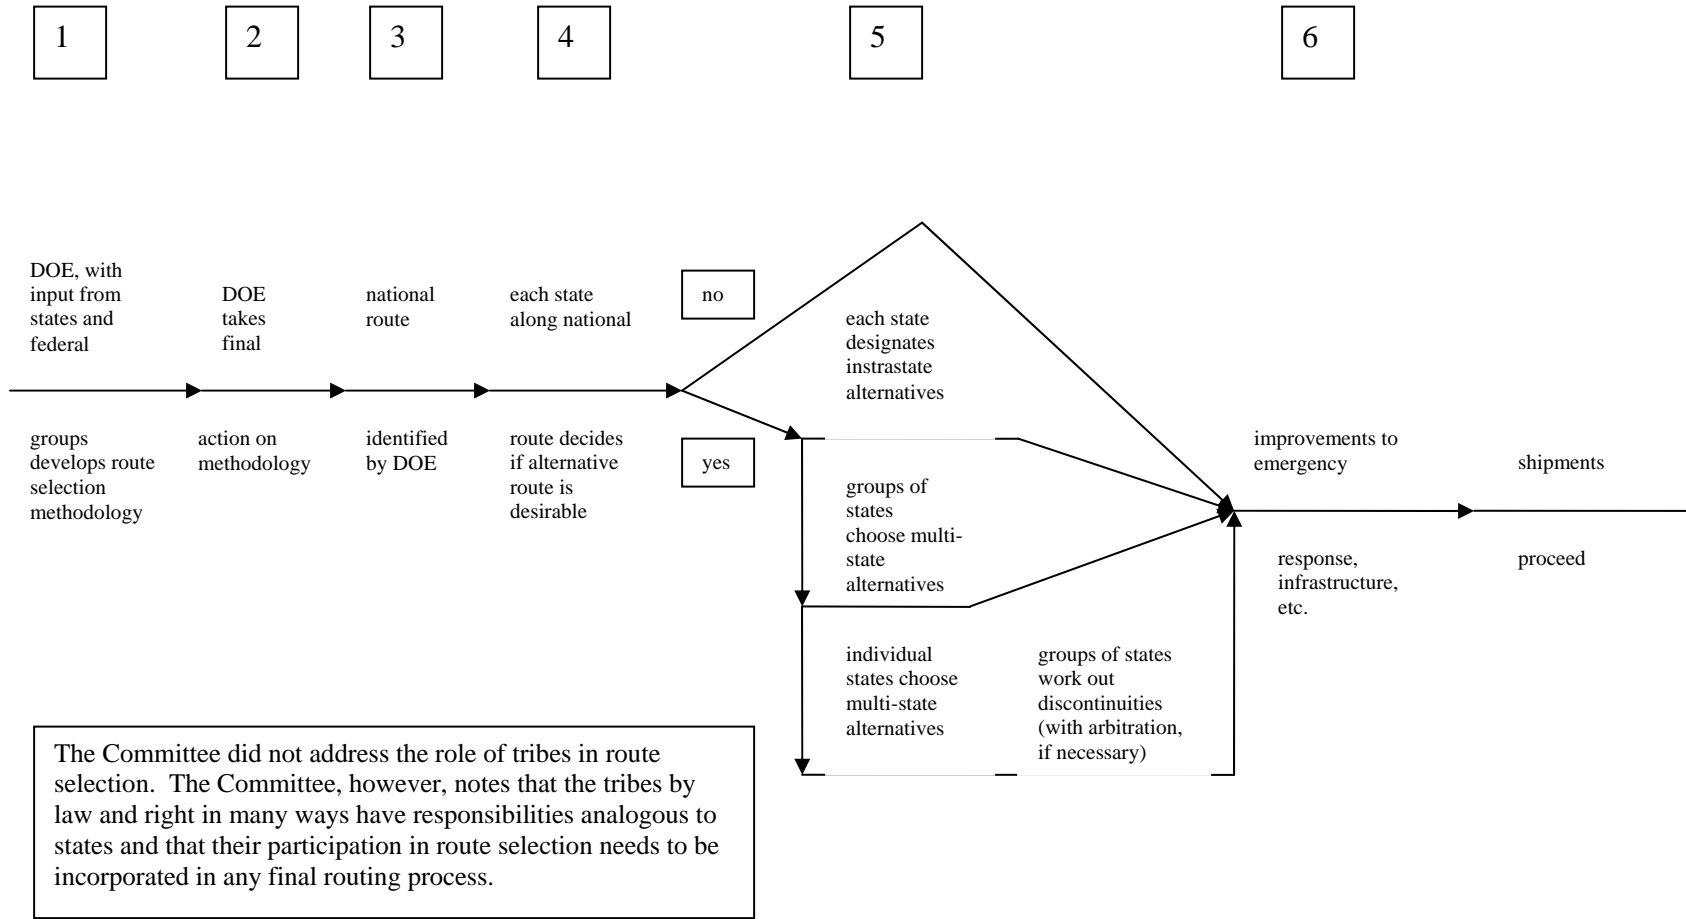 1
2
3
4
5
6
DOE, with
input from
states and
federal
groups
develops route
selection
methodology
DOE
takes
final
action on
methodology
national
route
identified
by DOE
each state
along national
route decides
if alternative
route is
desirable
no
yes
each state
designates
instrastate
alternatives
groups of
states
choose multi-
state
alternatives
individual
states choose
multi-state
alternatives
groups of states
work out
discontinuities
(with arbitration,
if necessary)
improvements to
emergency
response,
infrastructure,
etc.
shipments
proceed
The Committee did not address the role of tribes in route
selection.  The Committee, however, notes that the tribes by
law and right in many ways have responsibilities analogous to
states and that their participation in route selection needs to be
incorporated in any final routing process.